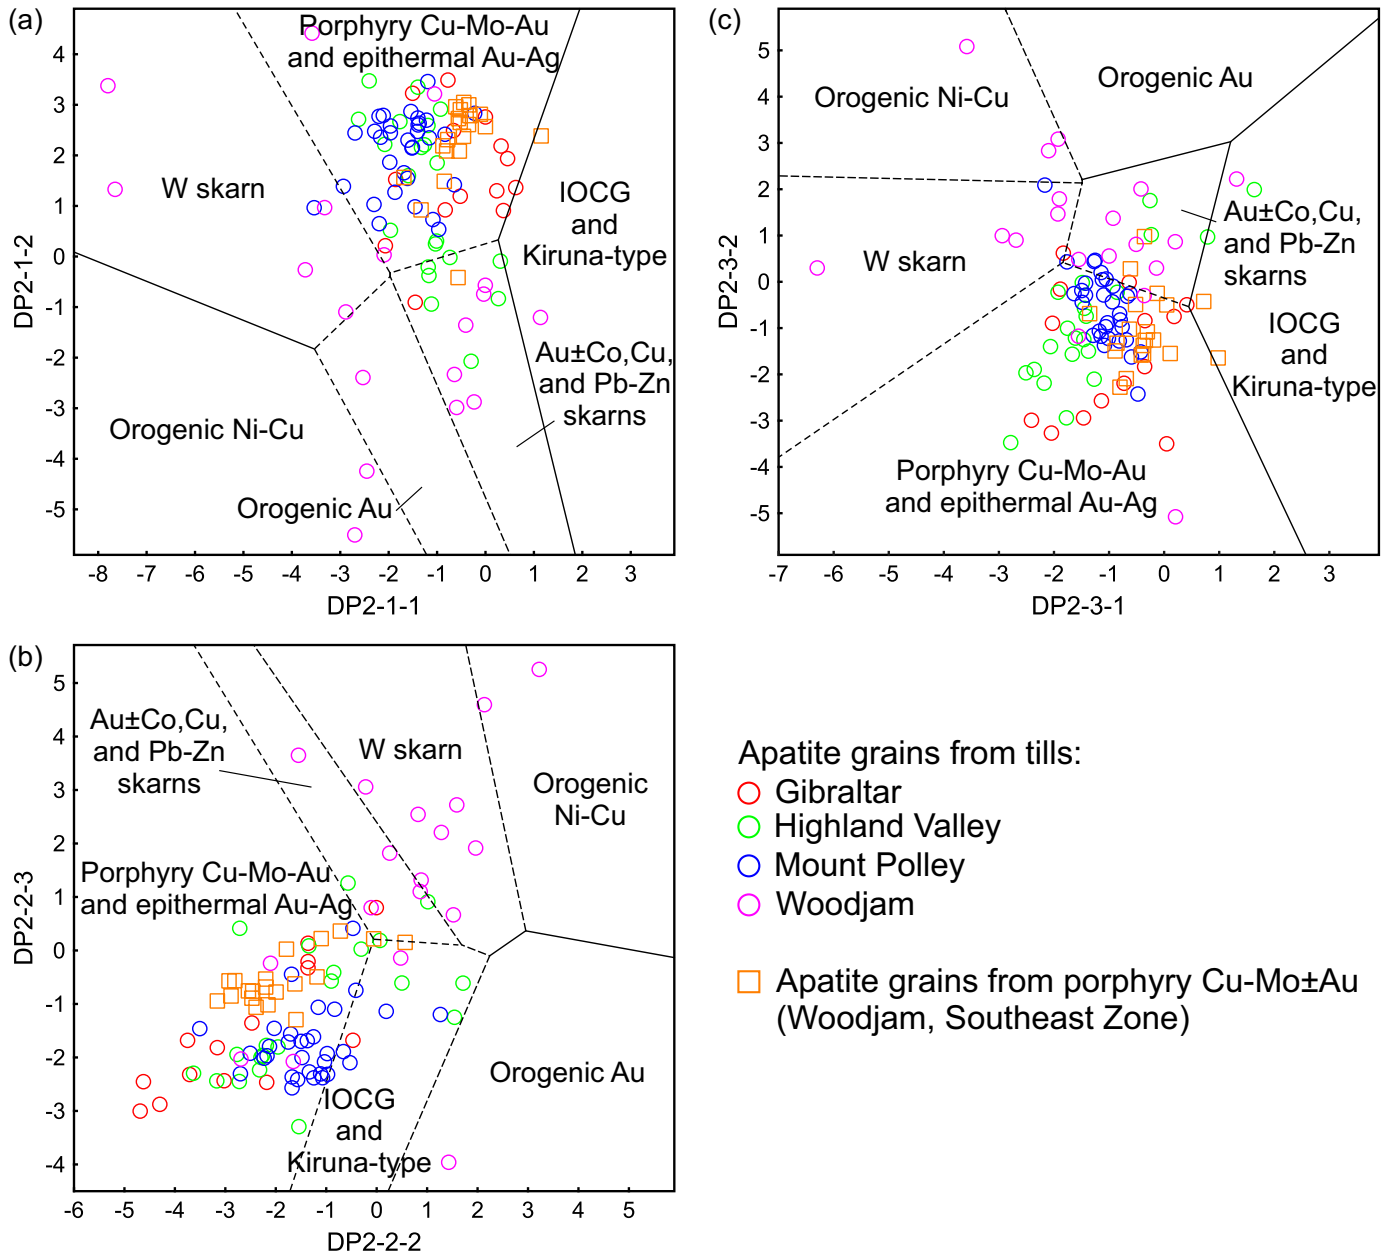 (a)
Porphyry Cu-Mo-Au
and epithermal Au-Ag
W skarn
IOCG
and
Kiruna-type
Au±Co,Cu,
and Pb-Zn
skarns
Orogenic Ni-Cu
Orogenic Au
4
3
2
1
0
-1
-2
-3
-4
-5
DP2-1-2
-8 -7 -6 -5 -4 -3 -2 -1 0 1 2 3
DP2-1-1
(c)
Orogenic Au
Orogenic Ni-Cu
Au±Co,Cu,
and Pb-Zn
skarns
W skarn
IOCG
and
Kiruna-type
Porphyry Cu-Mo-Au
and epithermal Au-Ag
5
4
3
2
1
0
-1
-2
-3
-4
-5
DP2-3-2
-7 -6 -5 -4 -3 -2 -1 0 1 2 3
DP2-3-1
(b)
Au±Co,Cu,
and Pb-Zn
skarns
W skarn
Orogenic
Ni-Cu
Porphyry Cu-Mo-Au
and epithermal Au-Ag
Orogenic Au
IOCG
and
Kiruna-type
5
4
3
2
1
0
-1
-2
-3
-4
DP2-2-3
-6 -5 -4 -3 -2 -1 0 1 2 3 4 5
DP2-2-2
Apatite grains from tills:
Gibraltar
Highland Valley
Mount Polley
Woodjam
Apatite grains from porphyry Cu-Mo±Au
(Woodjam, Southeast Zone)